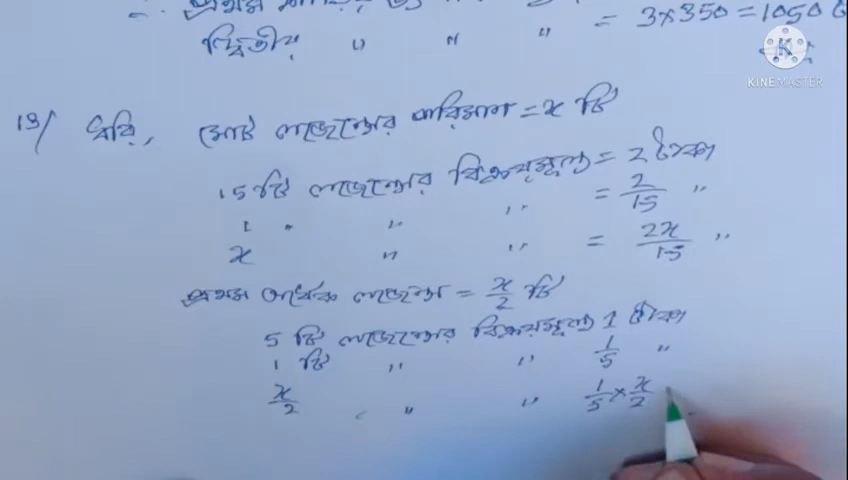 = 3×350 = 1050
দ্বিতীয় " " "
KINEMASTER
13/ ধরি, মোট লজেন্সের পরিমান = x টি
15 টি লজেন্সের বিক্রয়মূল্য = 2 টাকা
1 " " " = 2/15 "
x " " = 2x/15 "
প্রথম অর্ধেক লজেন্স = x/2 টি
5 টি লজেন্সের বিক্রয়মূল্য 1 টাকা
1 টি " " 1/5 "
x/2 " " 1/5 × x/2